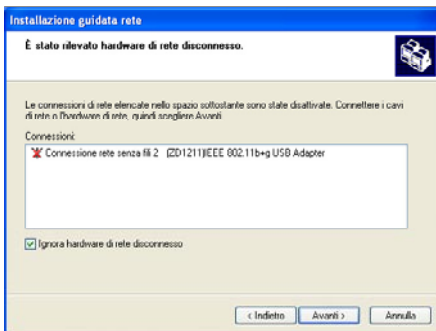 Installazione guidata rete
È stato rilevato hardware di rete disconnesso.
Le connessioni di rete elencate nello spazio sottostante sono state disattivate. Connettere i cavi
di rete o l'hardware di rete, quindi scegliere Avanti.
Connessioni:
Connessione rete senza fili 2 (ZD1211)IEEE 802.11b+g USB Adapter
Ignora hardware di rete disconnesso
< Indietro Avanti > Annulla